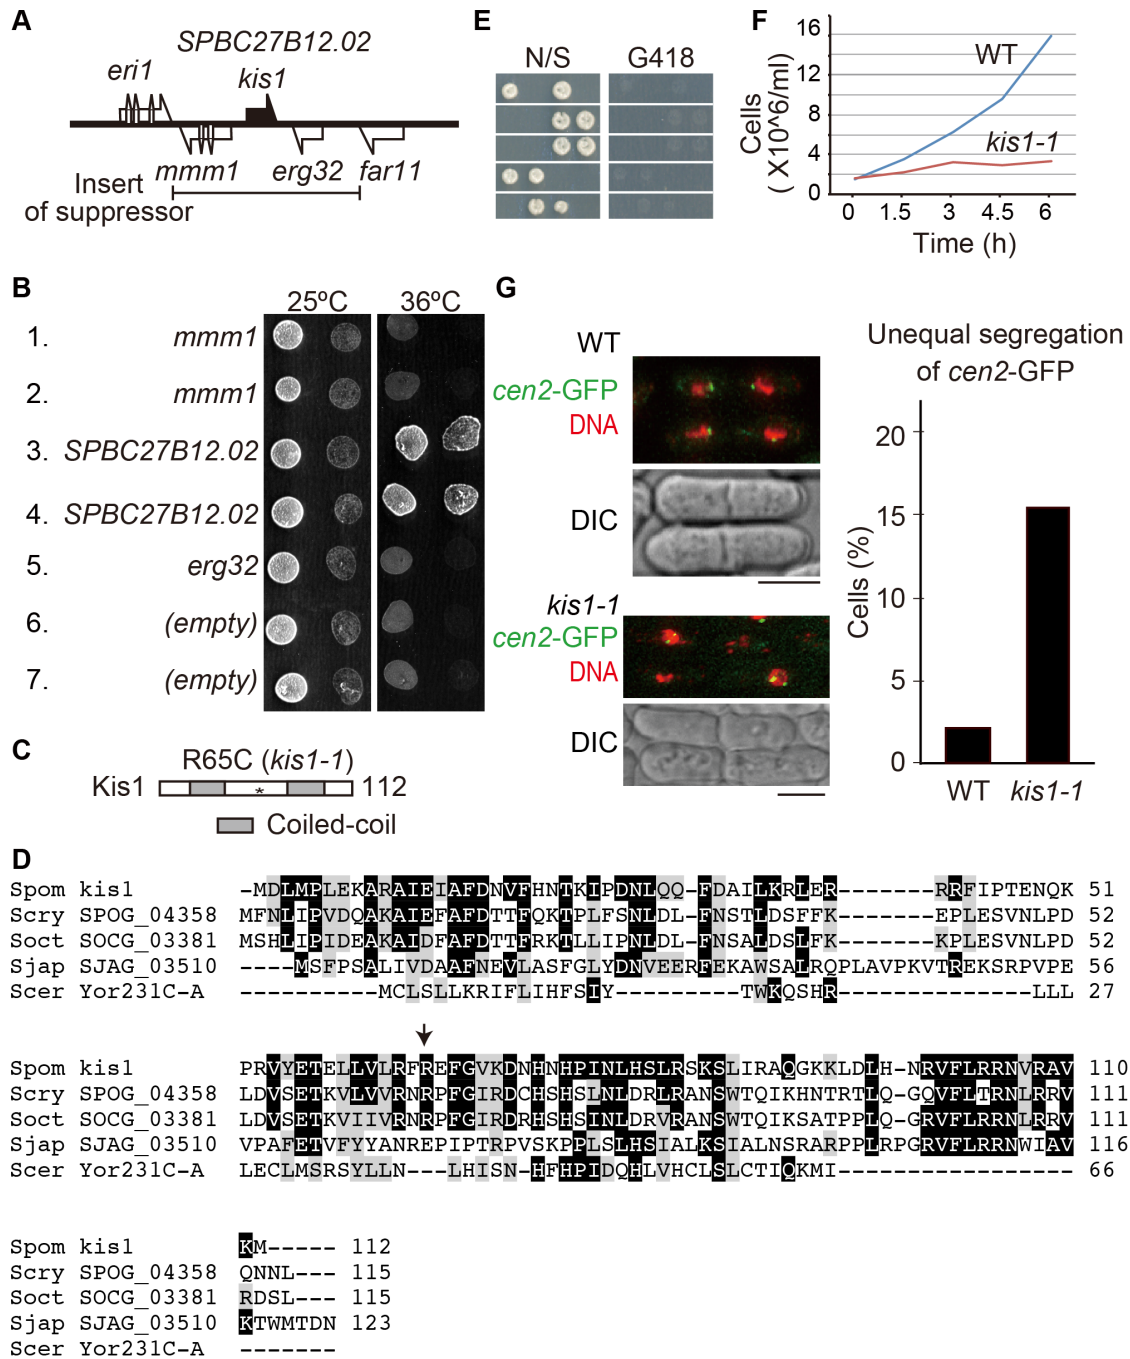 A
SPBC27B12.02
eri1
kis1
mmm1
erg32
far11
Insert
of suppressor
E
N/S
G418
F
16
12
8
4
0
Cells
( X10^6/ml)
WT
kis1-1
0
1.5
3
4.5
6
Time (h)
B
25ºC
36ºC
1. mmm1
2. mmm1
3. SPBC27B12.02
4. SPBC27B12.02
5. erg32
6. (empty)
7. (empty)
C
R65C (kis1-1)
Kis1
*
112
Coiled-coil
G
WT
cen2-GFP
DNA
DIC
kis1-1
cen2-GFP
DNA
DIC
Unequal segregation
of cen2-GFP
20
15
10
5
0
Cells (%)
WT
kis1-1
D
Spom kis1 -MDLMPLEKARAIEIAFDNVFHNTKIPDNLQQ-FDAILKRLER-------RRFIPTENQK 51
Scry SPOG_04358 MFNLIPVDQAKAIEFAFDTTFQKTPLFSNLDL-FNSTLDSFFK-------EPLESVNLPD 52
Soct SOCG_03381 MSHLIPIDEAKAIDFAFDTTFRKTLLIPNLDL-FNSALDSLFK-------KPLESVNLPD 52
Sjap SJAG_03510 ----MSFPSALIVDAAFNEVLASFGLYDNVEERFEKAWSALRQPLAVPKVTREKSRPVPE 56
Scer Yor231C-A ----------MCLSLLKRIFLIHFSIY---------TWKQSHR--------------LLL 27
Spom kis1 PRVYETELLVLRFREFGVKDNHNHPINLHSLRSKSLIRAQGKKLDLH-NRVFLRRNVRAV 110
Scry SPOG_04358 LDVSETKVLVVRNRPFGIRDCHSHSLNLDRLRANSWTQIKHNTRTLQ-GQVFLTRNLRRV 111
Soct SOCG_03381 LDVSETKVIIVRNRPFGIRDRHSHSINLDRVRANSWTQIKSATPPLQ-GRVFLRRNLRRV 111
Sjap SJAG_03510 VPAFETVFYYANREPIPTRPVSKPPLSLHSIALKSIALNSRARPPLRPGRVFLRRNWIAV 116
Scer Yor231C-A LECLMSRSYLLN---LHISN-HFHPIDQHLVHCLSLCTIQKMI----------------- 66
Spom kis1 KM----- 112
Scry SPOG_04358 QNNL--- 115
Soct SOCG_03381 RDSL--- 115
Sjap SJAG_03510 KTWMTDN 123
Scer Yor231C-A -------